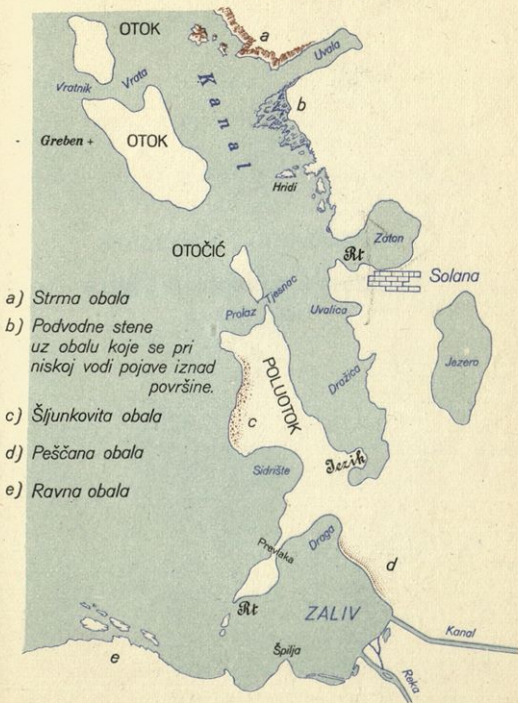 OTOK
a
Uvala
Vratnik
Vrata
Kanal
b
Greben +
OTOK
Hridi
OTOČIĆ
Rt
Zaton
Solana
a) Strma obala
b) Podvodne stene
uz obalu koje se pri
niskoj vodi pojave iznad
površine.
c) Šljunkovita obala
d) Peščana obala
e) Ravna obala
Prolaz
Tjesnac
Uvalica
Jezero
POLUOTOK
Dražica
c
Jezik
Sidrište
Prevlaka
Draga
d
Rt
ZALIV
Kanal
Špilja
e
Reka